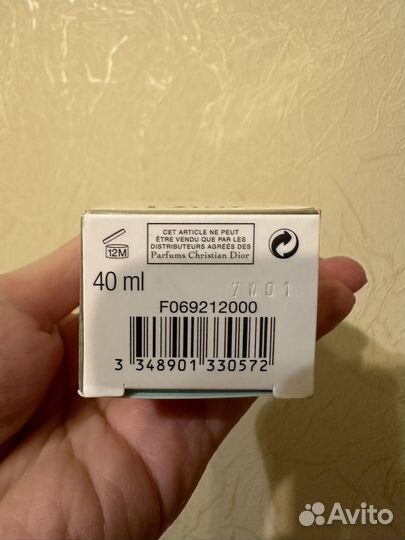 CET ARTICLE NE PEUT
ÊTRE VENDU QUE PAR LES
DISTRIBUTEURS AGRÉÉS DES
Parfums Christian Dior
12M
40 ml
7W01
F069212000
3 348901 330572
Avito